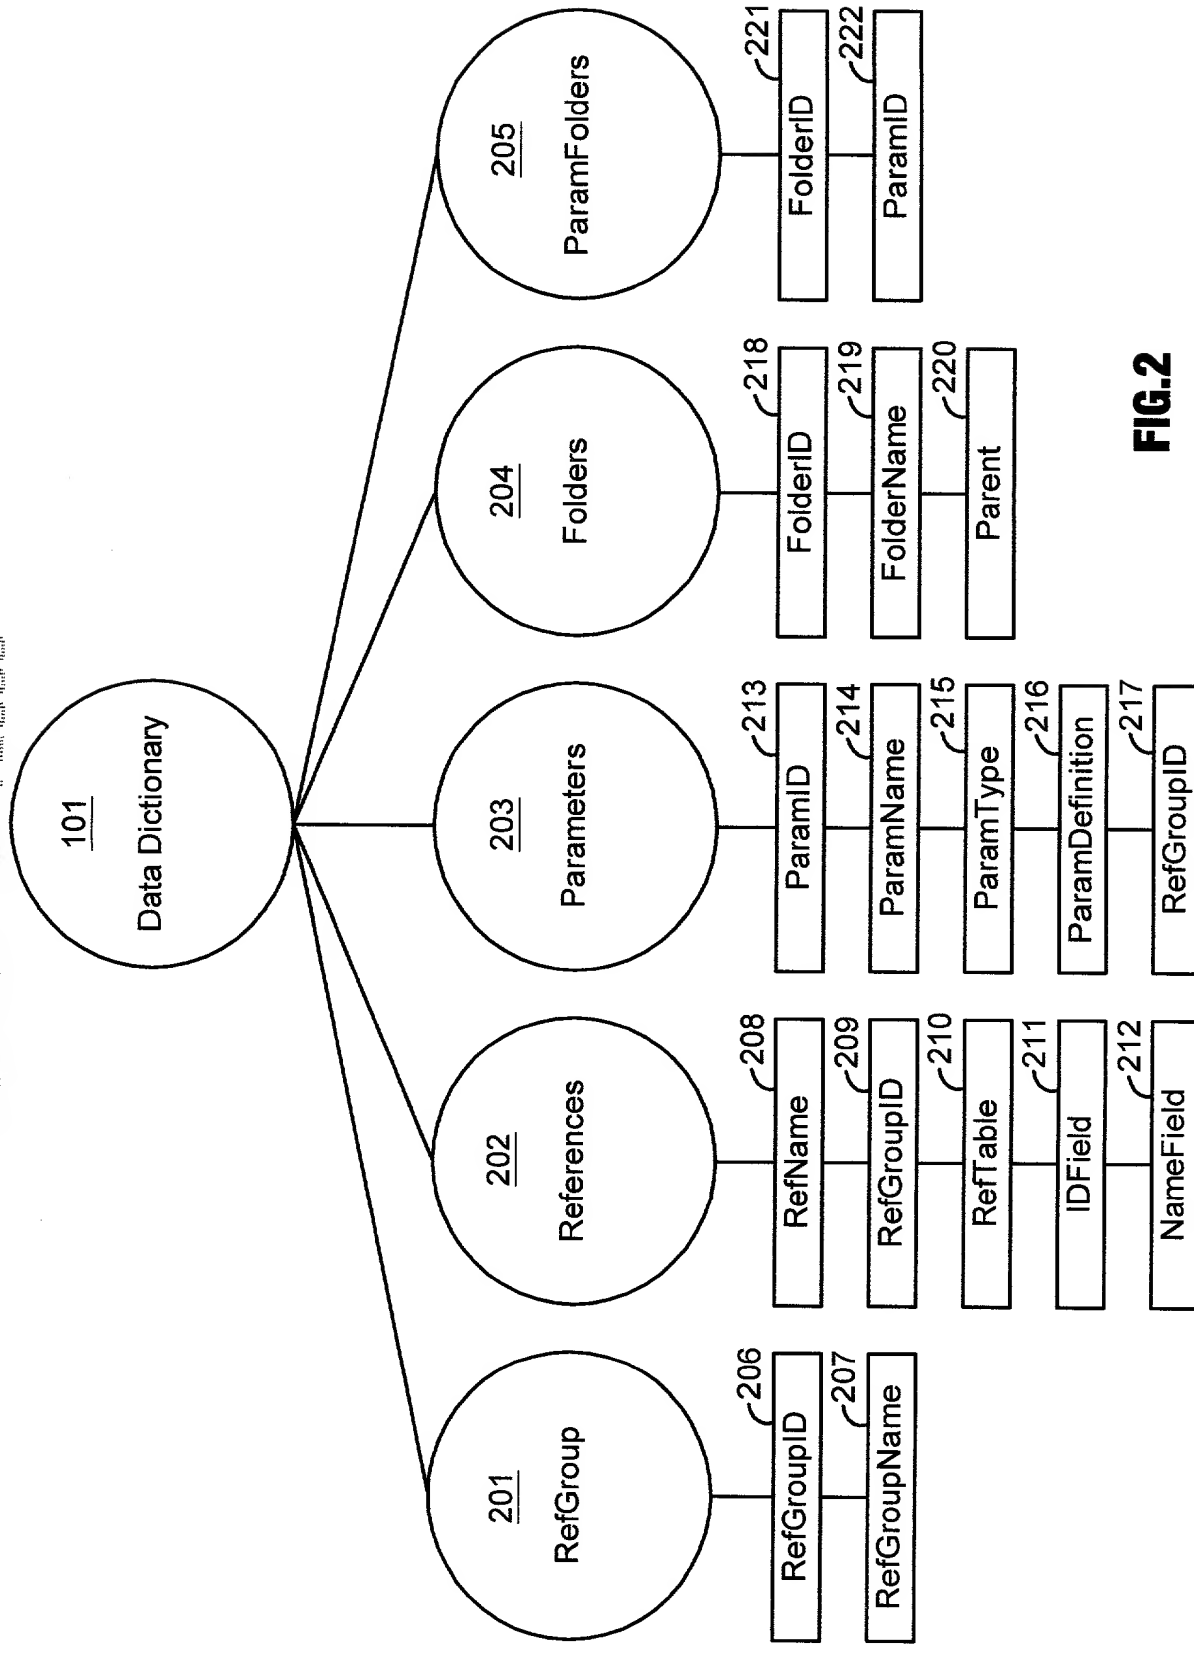 101
Data Dictionary
201
RefGroup
206
RefGroupID
207
RefGroupName
202
References
208
RefName
209
RefGroupID
210
RefTable
211
IDField
212
NameField
203
Parameters
213
ParamID
214
ParamName
215
ParamType
216
ParamDefinition
217
RefGroupID
204
Folders
218
FolderID
219
FolderName
220
Parent
205
ParamFolders
221
FolderID
222
ParamID
FIG.2